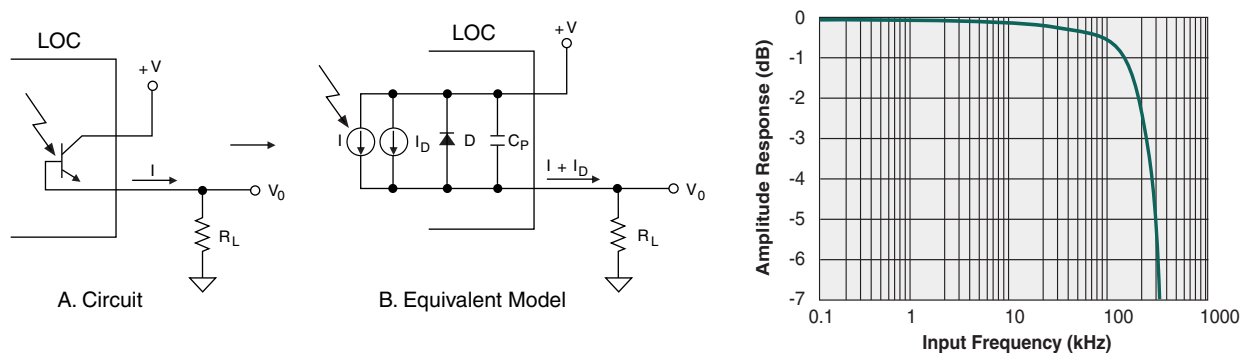 LOC
+V
I
V0
RL
A. Circuit
LOC
+V
I
ID
D
CP
I + ID
V0
RL
B. Equivalent Model
Amplitude Response (dB)
0
-1
-2
-3
-4
-5
-6
-7
0.1 1 10 100 1000
Input Frequency (kHz)